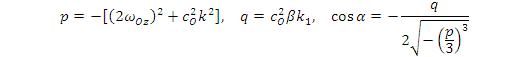 p = −[(2ω_{Oz})² + c_O²k²], q = c_O²βk₁, cos α = −q / (2√(−(p/3)³))